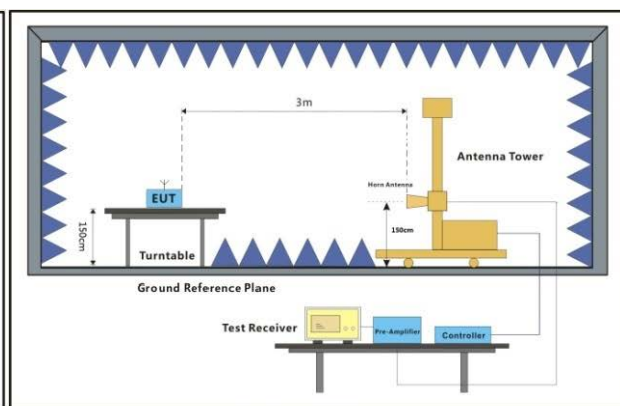 3m
Antenna Tower
Horn Antenna
EUT
150cm
150cm
Turntable
Ground Reference Plane
Test Receiver
Pre-Amplifier
Controller